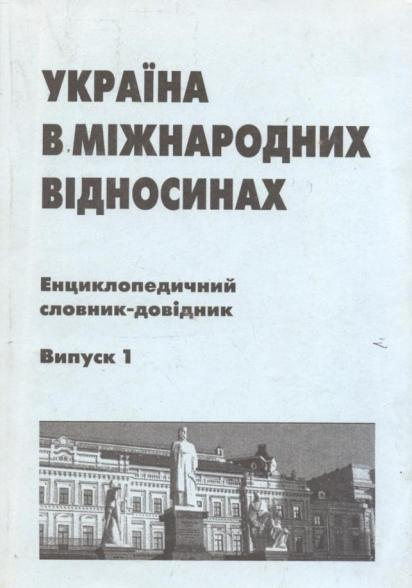 УКРАЇНА
В МІЖНАРОДНИХ
ВІДНОСИНАХ
Енциклопедичний
словник-довідник
Випуск 1